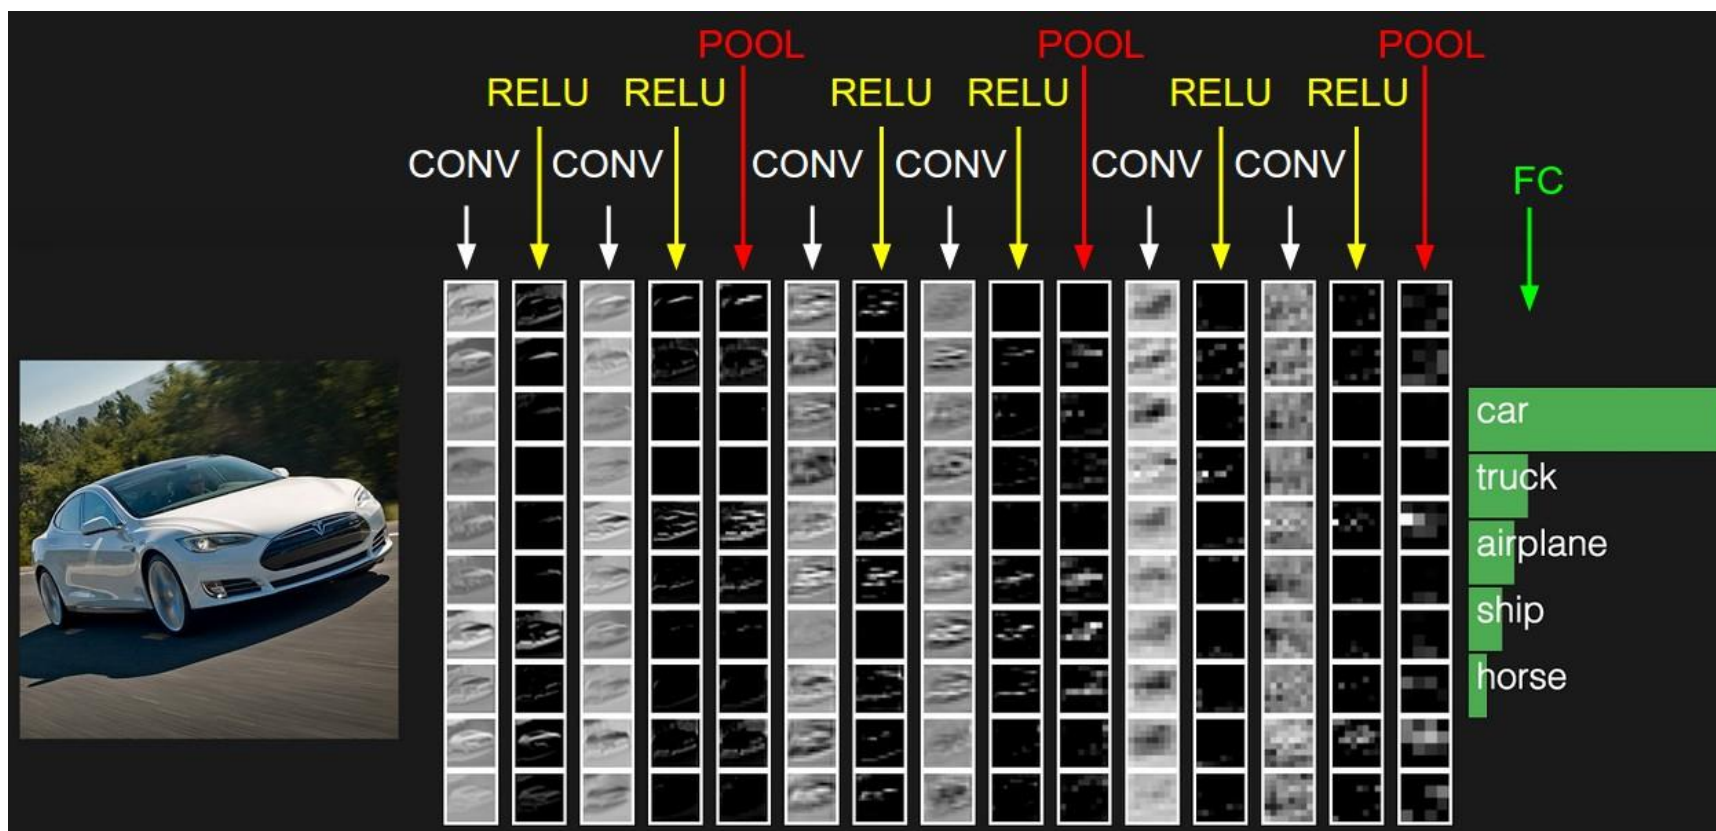 POOL POOL POOL
RELU RELU RELU RELU RELU RELU
CONV CONV CONV CONV CONV CONV
FC
car
truck
airplane
ship
horse